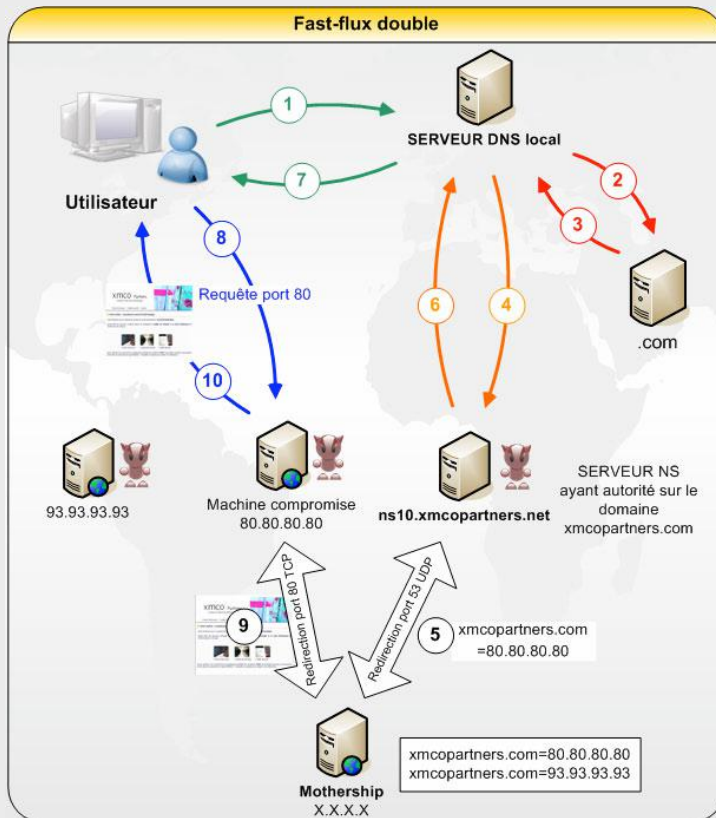 Fast-flux double
1
SERVEUR DNS local
7
2
Utilisateur
3
8
Requête port 80
xmco Partners
6
4
.com
10
93.93.93.93
Machine compromise
80.80.80.80
ns10.xmcopartners.net
SERVEUR NS
ayant autorité sur le
domaine
xmcopartners.com
xmco
9
Redirection port 80 TCP
Redirection port 53 UDP
5
xmcopartners.com
=80.80.80.80
Mothership
X.X.X.X
xmcopartners.com=80.80.80.80
xmcopartners.com=93.93.93.93